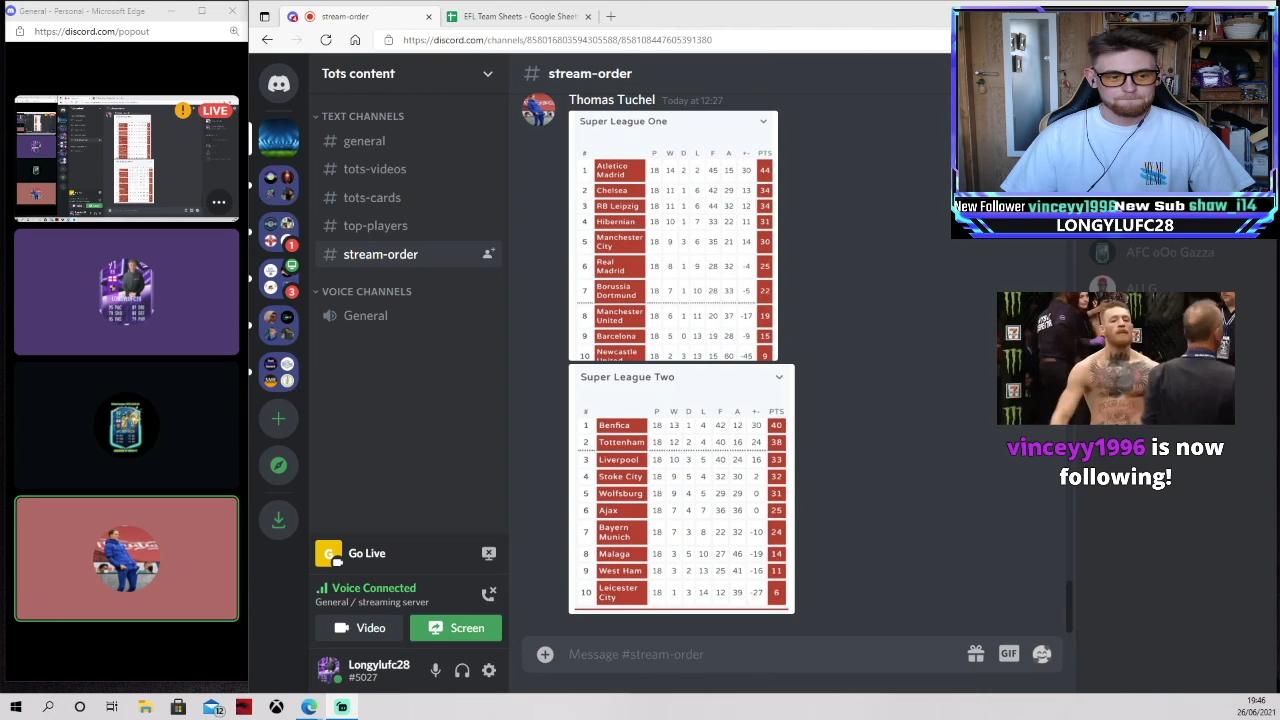 General - Personal - Microsoft Edge
https://discord.com/popout
LIVE
stream-order
EFL Team Sheets - Google Sheets
Tots content
TEXT CHANNELS
general
tots-videos
tots-cards
stream-order
VOICE CHANNELS
General
1
3
Go Live
Voice Connected
General / streaming server
Video
Screen
Longylufc28
#5027
stream-order
Thomas Tuchel Today at 12:27
Super League One
# P W D L F A +- PTS
1 Atletico Madrid 18 14 2 2 45 15 30 44
2 Chelsea 18 11 1 6 42 29 13 34
3 RB Leipzig 18 11 1 6 44 32 12 34
4 Hibernian 18 10 1 7 33 22 11 31
5 Manchester City 18 9 3 6 35 21 14 30
6 Real Madrid 18 8 1 9 28 32 -4 25
7 Borussia Dortmund 18 7 1 10 28 33 -5 22
8 Manchester United 18 6 1 11 20 37 -17 19
9 Barcelona 18 5 0 13 19 28 -9 15
10 Newcastle 18 2 3 13 15 60 -45 9
Super League Two
# P W D L F A +- PTS
1 Benfica 18 13 1 4 42 12 30 40
2 Tottenham 18 12 2 4 40 16 24 38
3 Liverpool 18 10 3 5 40 24 16 33
4 Stoke City 18 9 5 4 32 30 2 32
5 Wolfsburg 18 9 4 5 29 29 0 31
6 Ajax 18 7 4 7 36 36 0 25
7 Bayern Munich 18 7 3 8 22 32 -10 24
8 Malaga 18 3 5 10 27 46 -19 14
9 West Ham 18 3 2 13 25 41 -16 11
10 Leicester City 18 1 3 14 12 39 -27 6
Message #stream-order
GIF
New Follower vinceyy1996 New Sub shaw_i14
LONGYLUFC28
AFC oOo Gazza
ALLG
vinceyy1996 is now
following!
12
19:46
26/06/2021